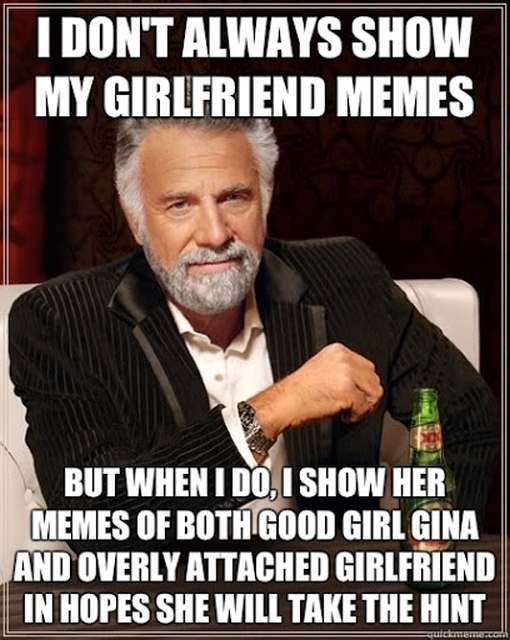 I DON'T ALWAYS SHOW
MY GIRLFRIEND MEMES
XX
BUT WHEN I DO, I SHOW HER
MEMES OF BOTH GOOD GIRL GINA
AND OVERLY ATTACHED GIRLFRIEND
IN HOPES SHE WILL TAKE THE HINT
quickmeme.com